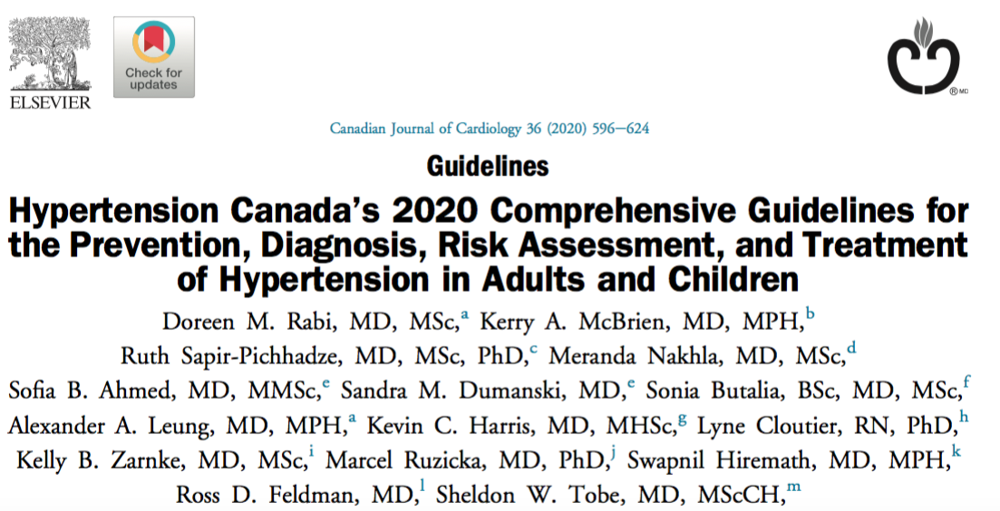 ELSEVIER
Check for
updates
®MD
Canadian Journal of Cardiology 36 (2020) 596–624
Guidelines
Hypertension Canada’s 2020 Comprehensive Guidelines for
the Prevention, Diagnosis, Risk Assessment, and Treatment
of Hypertension in Adults and Children
Doreen M. Rabi, MD, MSc,a Kerry A. McBrien, MD, MPH,b
Ruth Sapir-Pichhadze, MD, MSc, PhD,c Meranda Nakhla, MD, MSc,d
Sofia B. Ahmed, MD, MMSc,e Sandra M. Dumanski, MD,e Sonia Butalia, BSc, MD, MSc,f
Alexander A. Leung, MD, MPH,a Kevin C. Harris, MD, MHSc,g Lyne Cloutier, RN, PhD,h
Kelly B. Zarnke, MD, MSc,i Marcel Ruzicka, MD, PhD,j Swapnil Hiremath, MD, MPH,k
Ross D. Feldman, MD,l Sheldon W. Tobe, MD, MScCH,m